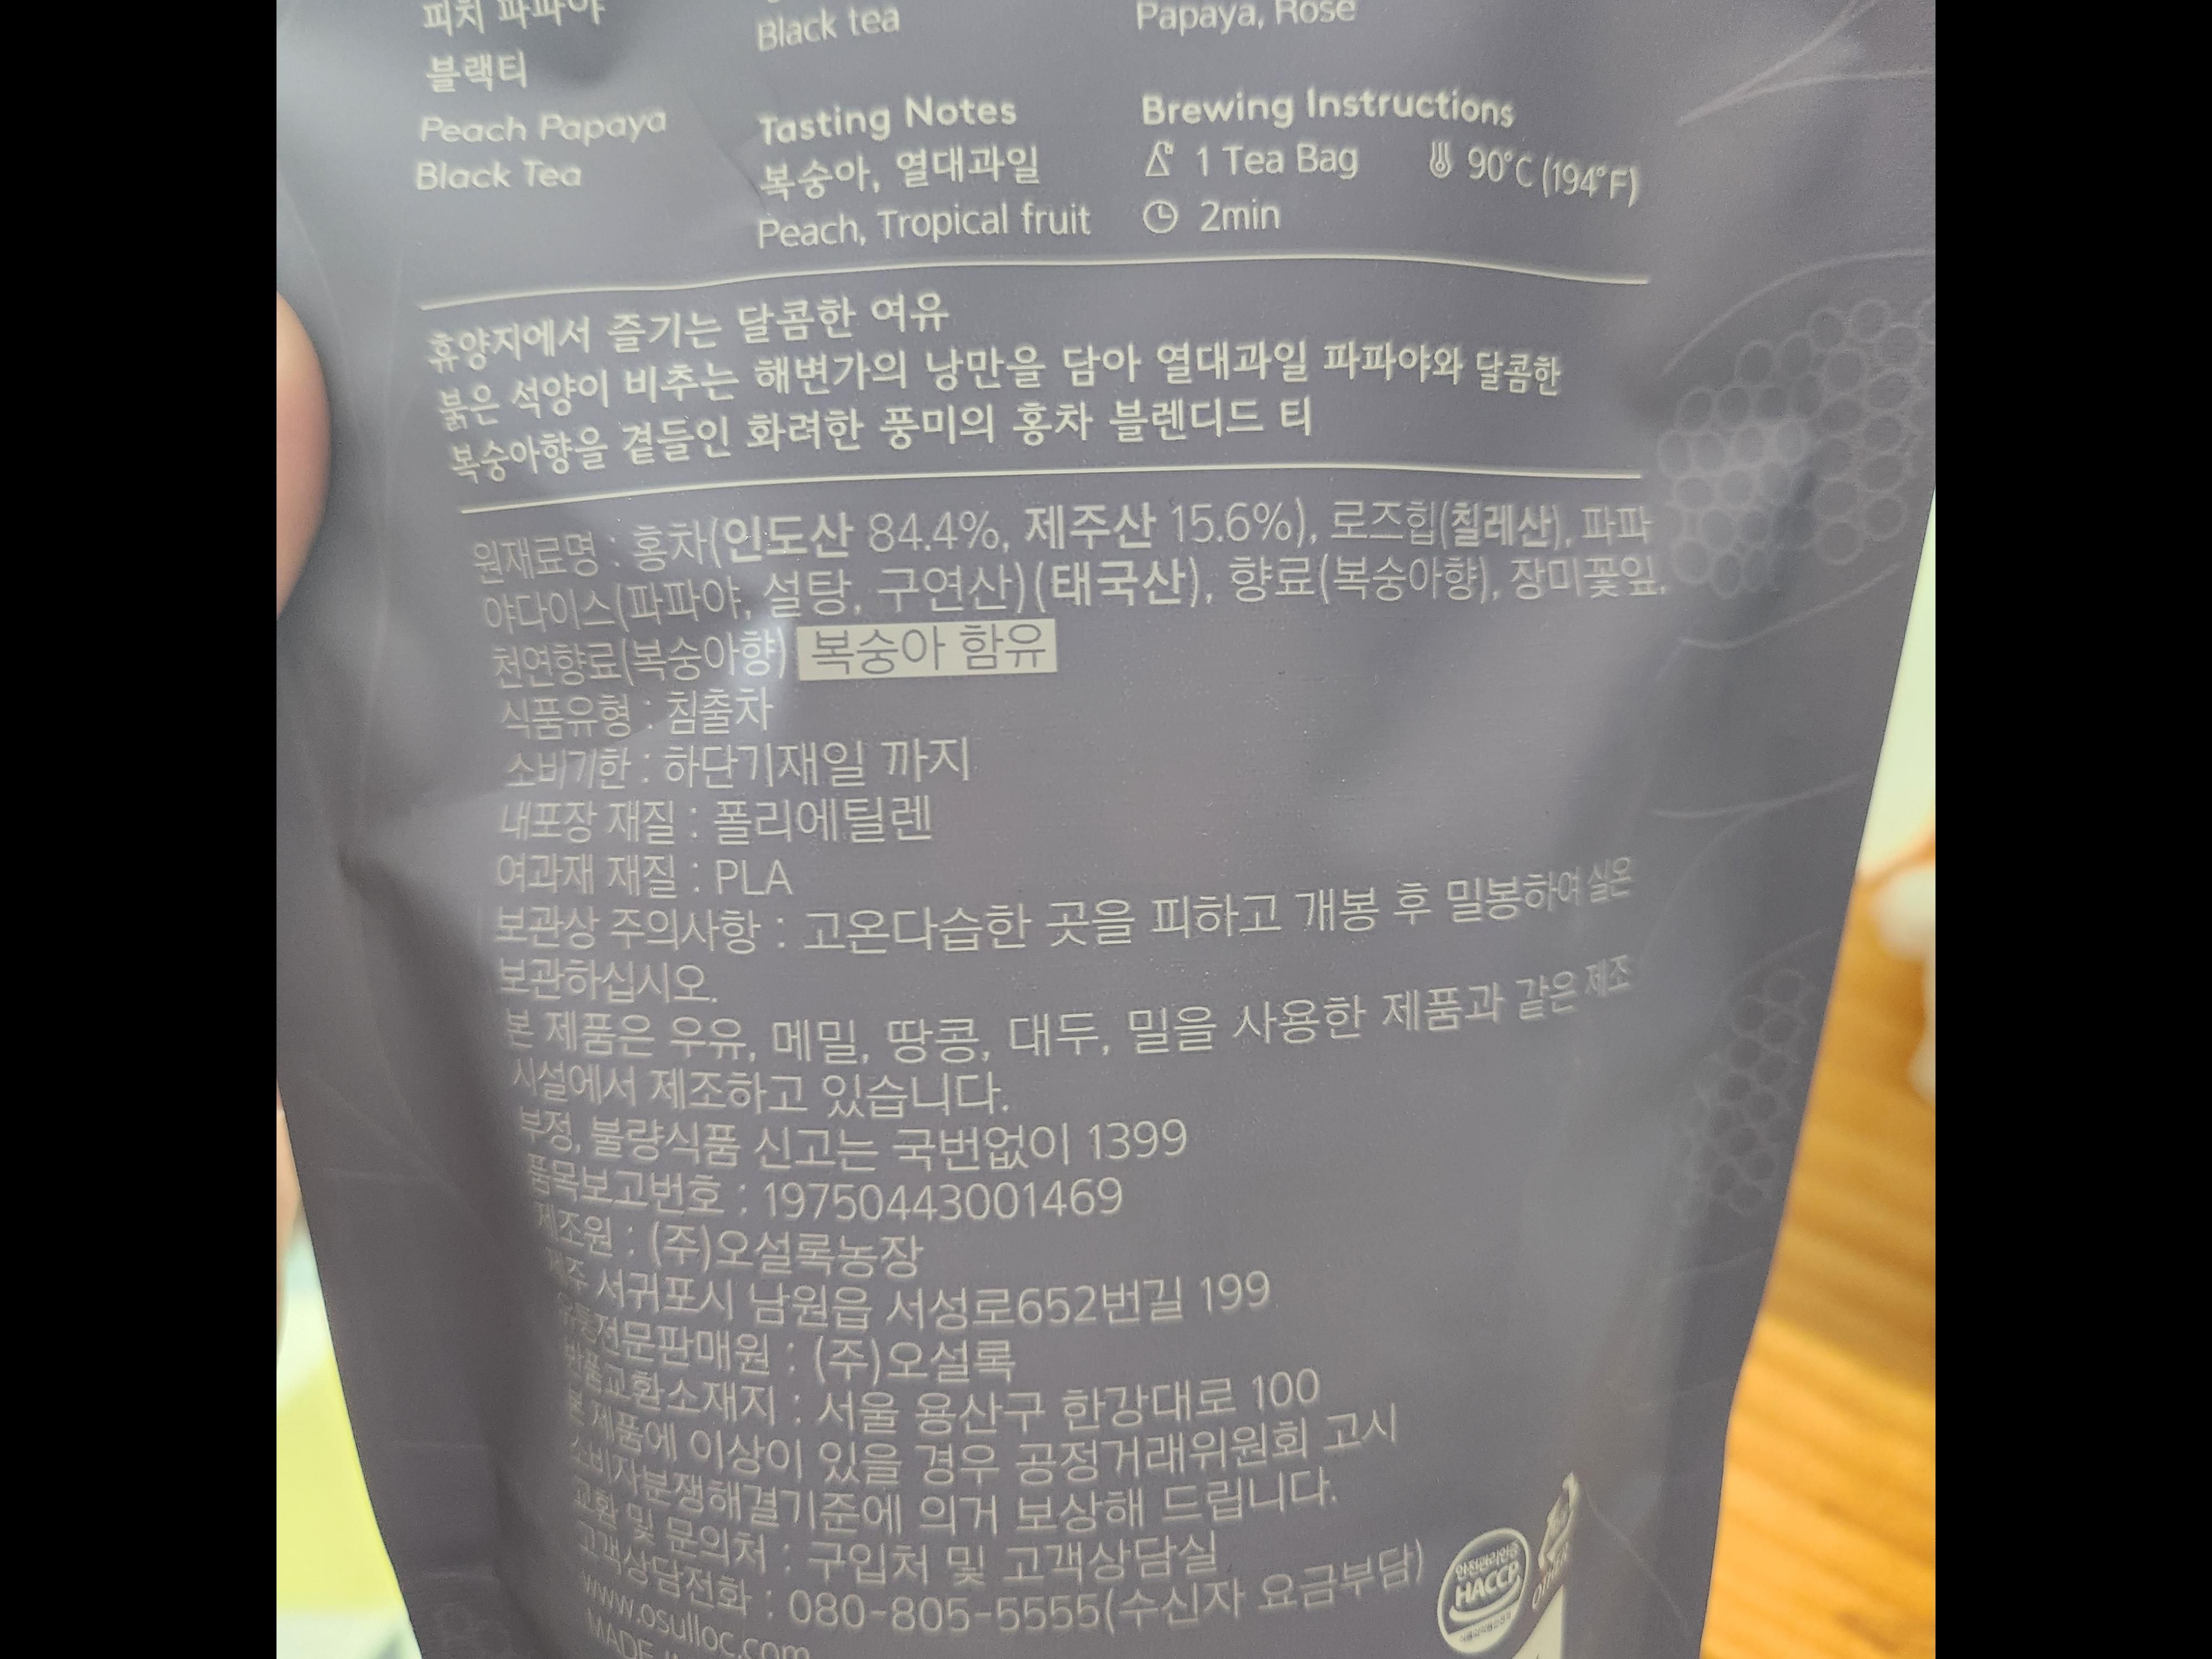 피치 파파야
블랙티
Peach Papaya
Black Tea
Black tea
Papaya, Rose
Tasting Notes
복숭아, 열대과일
Peach, Tropical fruit
Brewing Instructions
1 Tea Bag 90°C (194°F)
2min
휴양지에서 즐기는 달콤한 여유
붉은 석양이 비추는 해변가의 낭만을 담아 열대과일 파파야와 달콤한
복숭아향을 곁들인 화려한 풍미의 홍차 블렌디드 티
원재료명 : 홍차(인도산 84.4%, 제주산 15.6%), 로즈힙(칠레산), 파파
야다이스(파파야, 설탕, 구연산)(태국산), 향료(복숭아향), 장미꽃잎,
천연향료(복숭아향) 복숭아 함유
식품유형 : 침출차
소비기한 : 하단기재일 까지
내포장 재질 : 폴리에틸렌
여과재 재질 : PLA
보관상 주의사항 : 고온다습한 곳을 피하고 개봉 후 밀봉하여 실온
보관하십시오.
본 제품은 우유, 메밀, 땅콩, 대두, 밀을 사용한 제품과 같은 제조
시설에서 제조하고 있습니다.
부정, 불량식품 신고는 국번없이 1399
품목보고번호 : 19750443001469
제조원 : (주)오설록농장
제주 서귀포시 남원읍 서성로652번길 199
유통전문판매원 : (주)오설록
반품교환소재지 : 서울 용산구 한강대로 100
본 제품에 이상이 있을 경우 공정거래위원회 고시
소비자분쟁해결기준에 의거 보상해 드립니다.
교환 및 문의처 : 구입처 및 고객상담실
고객상담전화 : 080-805-5555(수신자 요금부담)
www.osulloc.com
MADE
안전관리인증
HACCP
OTHER